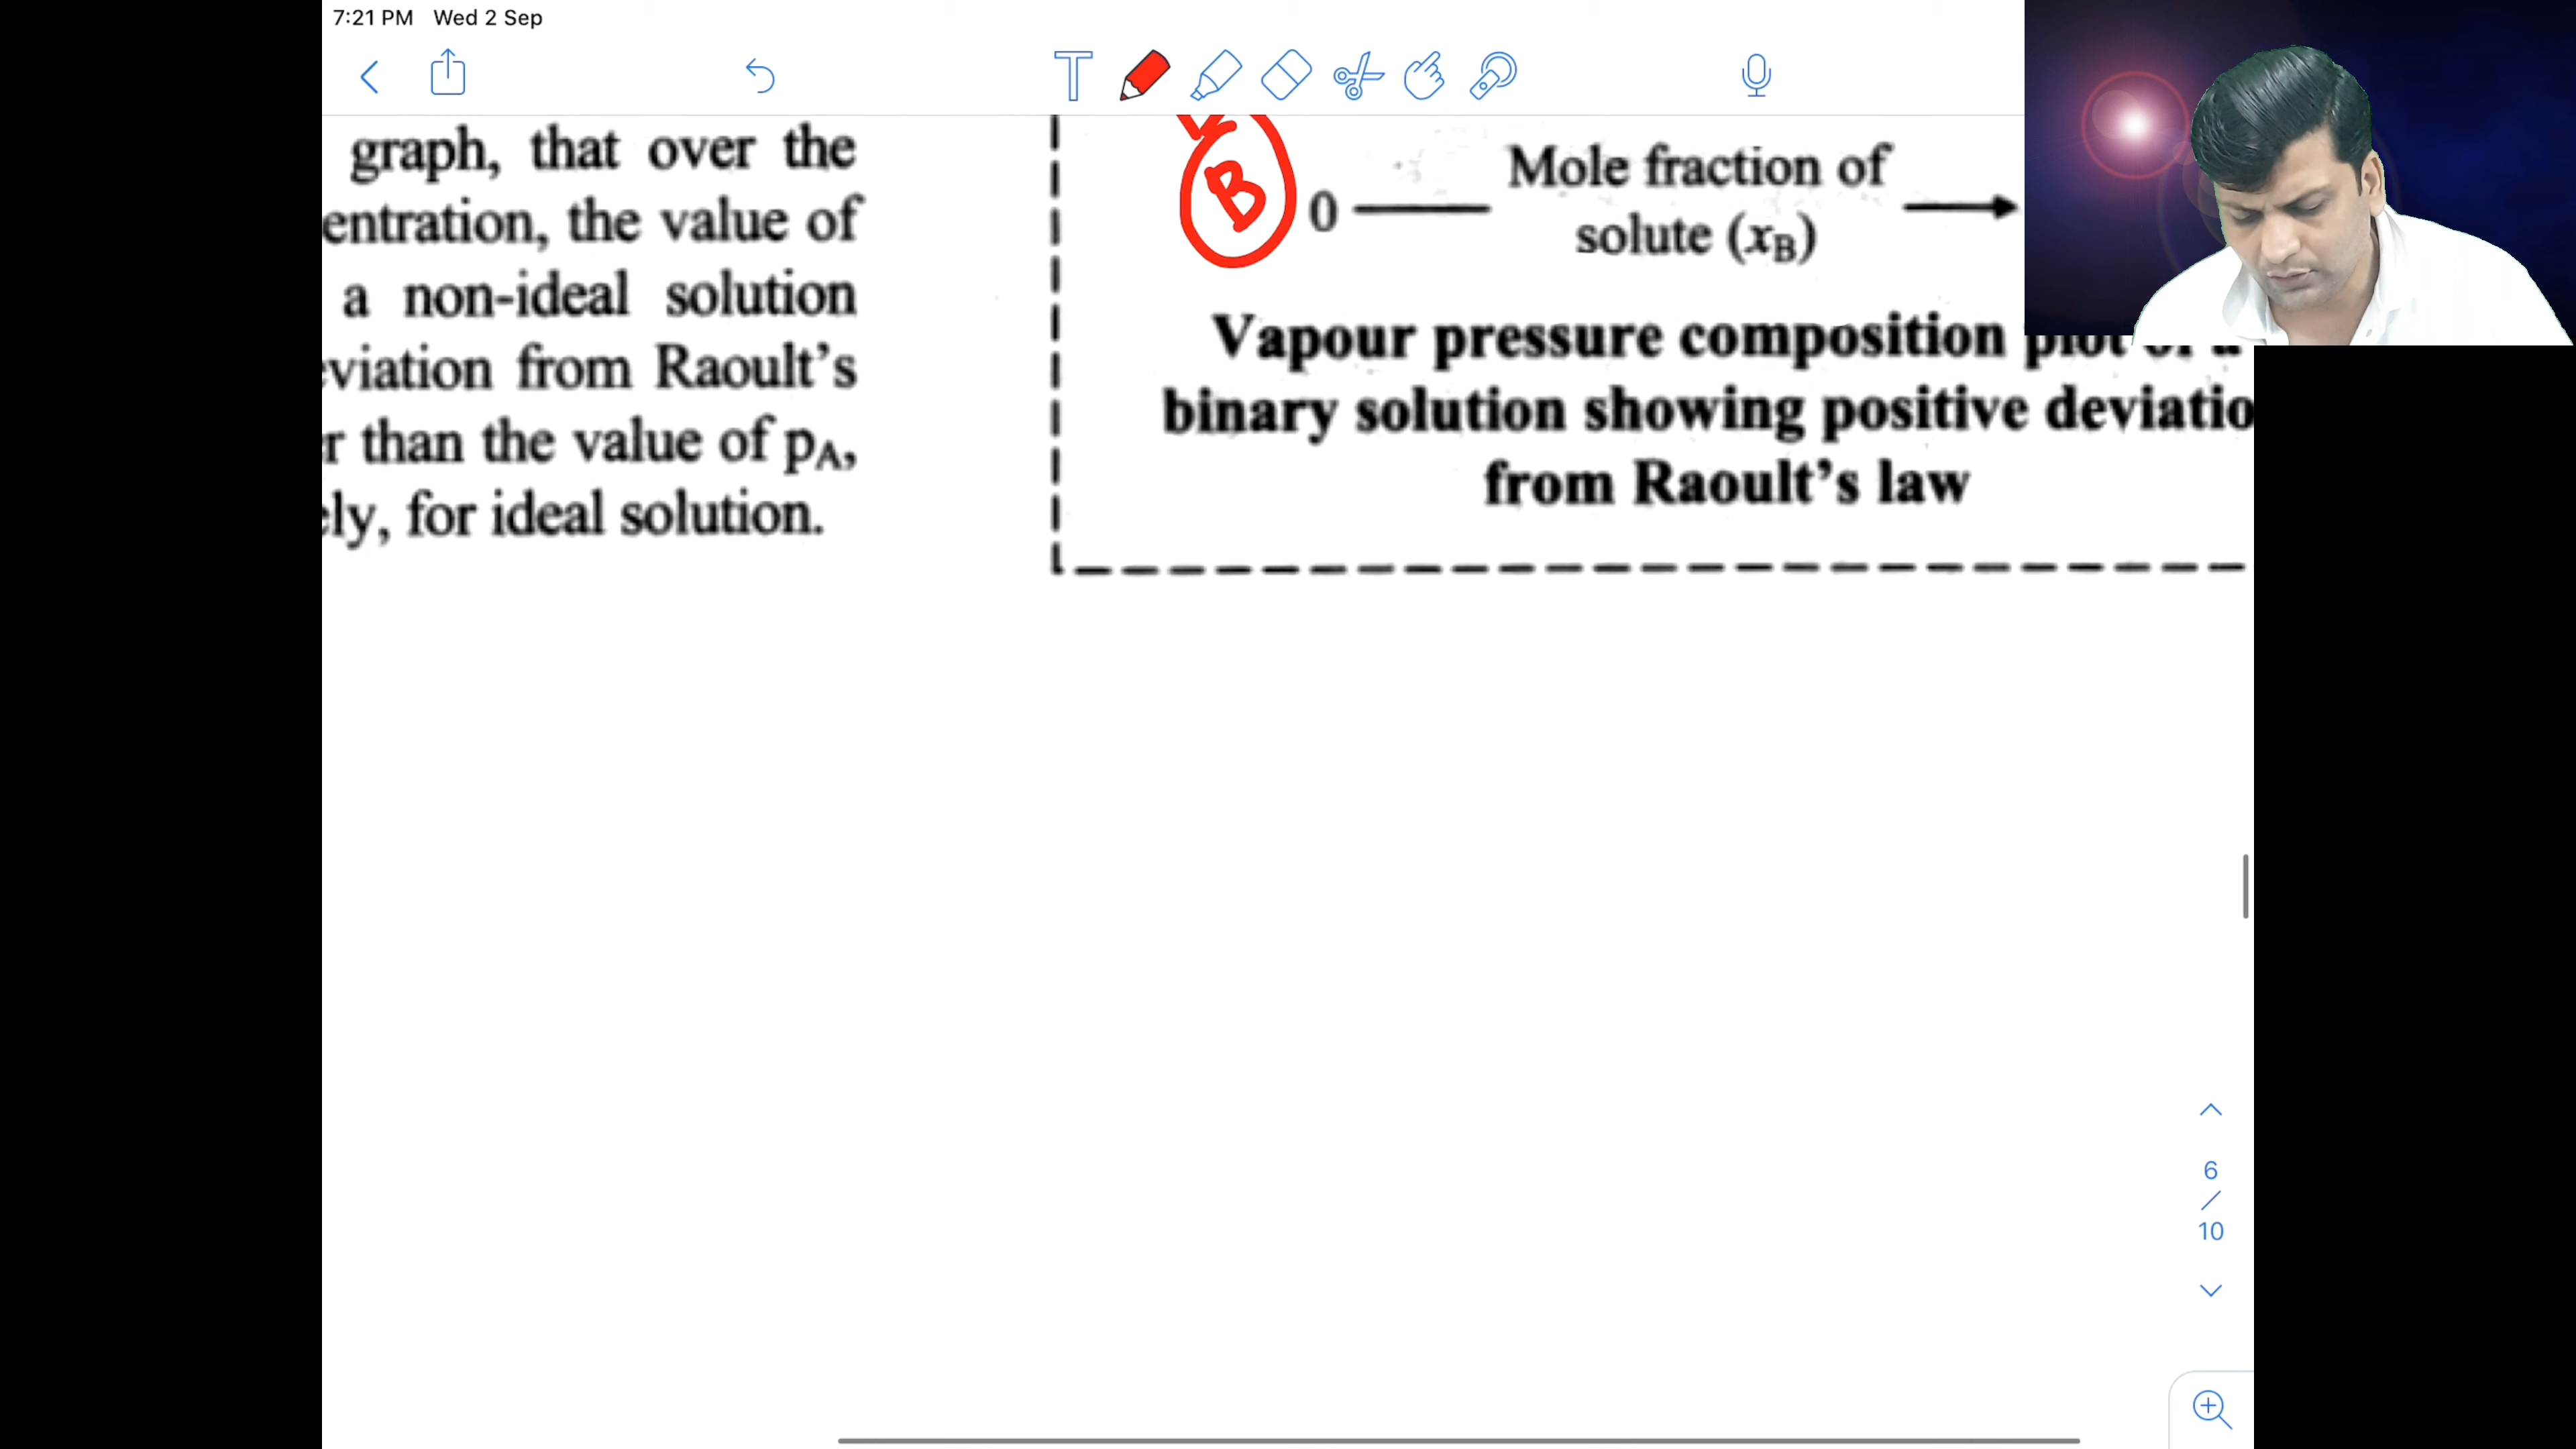 7:21 PM Wed 2 Sep
graph, that over the
entration, the value of
a non-ideal solution
viation from Raoult's
than the value of pA,
ly, for ideal solution.
B
0 Mole fraction of
solute (xB)
Vapour pressure composition plot of a
binary solution showing positive deviatio
from Raoult's law
6
/
10